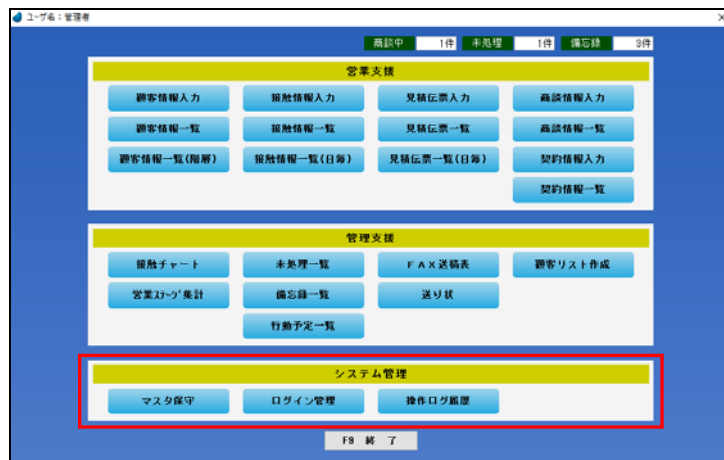 ユーザ名：管理者
商談中 1件 未処理 1件 備忘録 3件
営業支援
顧客情報入力 接触情報入力 見積伝票入力 商談情報入力
顧客情報一覧 接触情報一覧 見積伝票一覧 商談情報一覧
顧客情報一覧(階層) 接触情報一覧(日毎) 見積伝票一覧(日毎) 契約情報入力
契約情報一覧
管理支援
接触チャート 未処理一覧 ＦＡＸ送稿表 顧客リスト作成
営業ｽﾃｰｼﾞ集計 備忘録一覧 送り状
行動予定一覧
システム管理
マスタ保守 ログイン管理 操作ログ履歴
F9 終 了